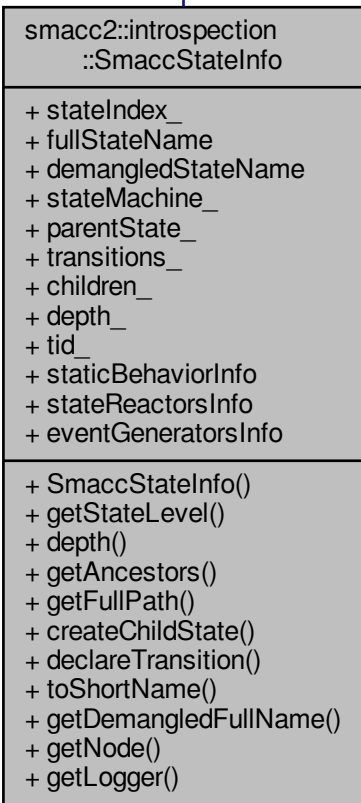 smacc2::introspection
::SmaccStateInfo
+ stateIndex_
+ fullStateName
+ demangledStateName
+ stateMachine_
+ parentState_
+ transitions_
+ children_
+ depth_
+ tid_
+ staticBehaviorInfo
+ stateReactorsInfo
+ eventGeneratorsInfo
+ SmaccStateInfo()
+ getStateLevel()
+ depth()
+ getAncestors()
+ getFullPath()
+ createChildState()
+ declareTransition()
+ toShortName()
+ getDemangledFullName()
+ getNode()
+ getLogger()